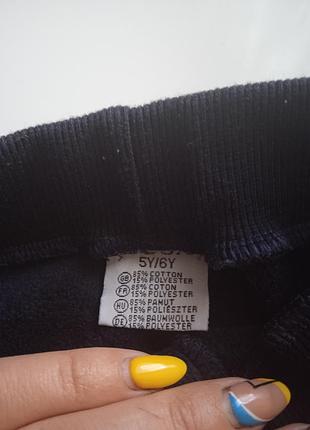 5Y/6Y
GB 85% COTTON
15% POLYESTER
FR 85% COTON
15% POLYESTER
HU 85% PAMUT
15% POLIÉSZTER
DE 85% BAUMWOLLE
15% POLYESTER